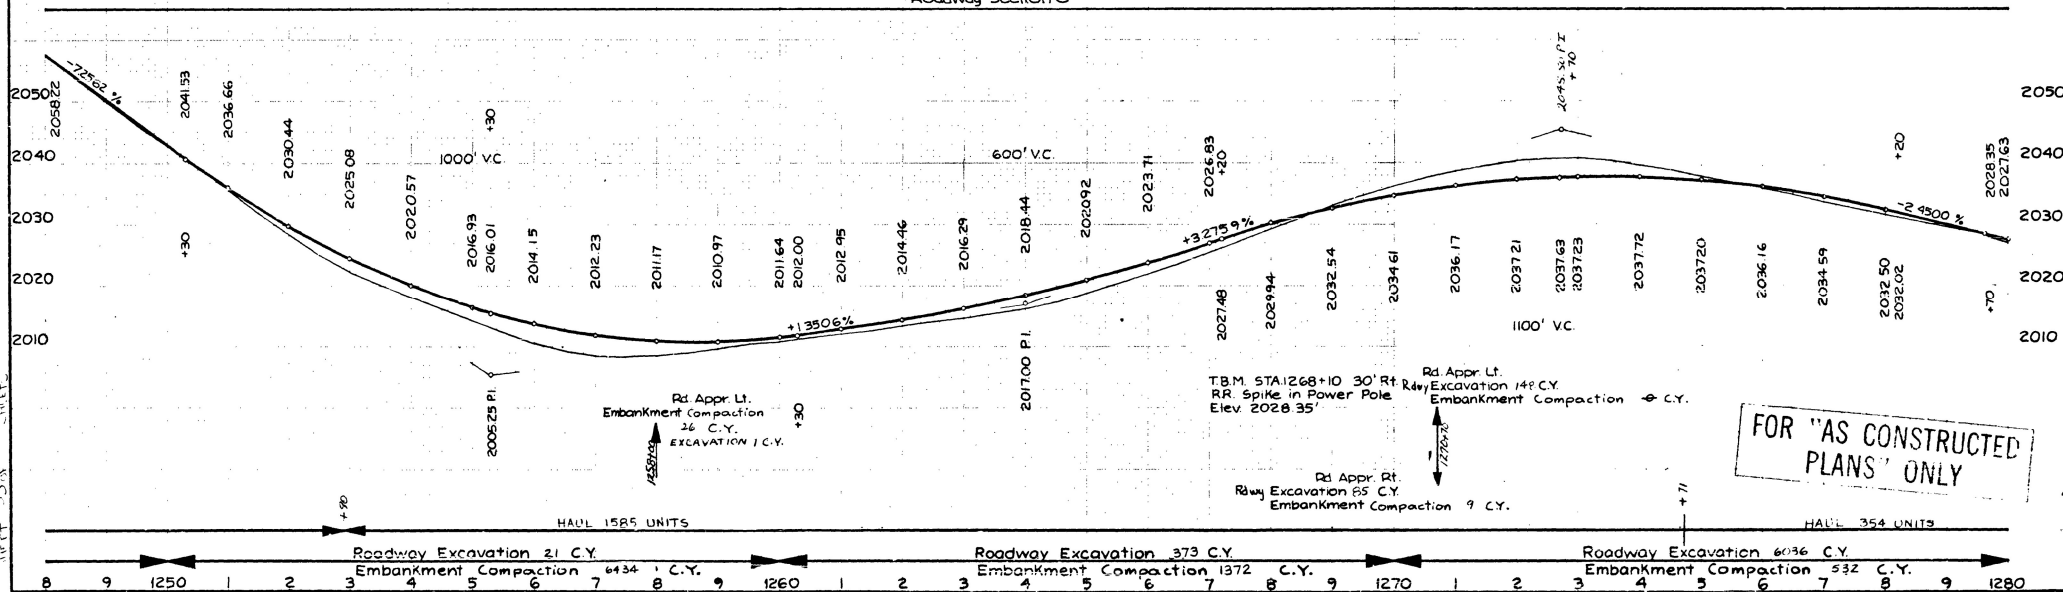 2050
2040
2030
2020
2010
2058.22
-7.2562 %
2041.53
+30
2036.66
2030.44
2025.08
2020.57
1000' V.C.
2016.93
2016.01
+30
2005.25 P.I.
2014.15
2012.23
2011.17
2010.97
2011.64
2012.00
+13506%
+30
2012.95
2014.46
2016.29
600' V.C.
2018.44
2017.00 P.I.
2020.92
2023.71
2026.83
+20
+3.2759%
2027.48
2029.94
2032.54
2034.61
2036.17
2037.21
2037.63
2037.23
+70
1100' V.C.
2037.72
2037.20
2036.16
2034.59
2032.50
2032.02
+20
-2.4500 %
2028.35
2027.63
+70
2050
2040
2030
2020
2010
Rd. Appr. Lt.
Embankment Compaction
26 C.Y.
EXCAVATION 1 C.Y.
1258+00
T.B.M. STA.1268+10 30' Rt.
RR. Spike in Power Pole
Elev. 2028.35'
Rd. Appr. Lt.
Rdwy Excavation 148 C.Y.
Embankment Compaction C.Y.
1270+70
Rd Appr. Rt.
Rdwy Excavation 85 C.Y.
Embankment Compaction 9 C.Y.
FOR "AS CONSTRUCTED
PLANS" ONLY
+90
HAUL 1585 UNITS
+71
HAUL 354 UNITS
Roadway Excavation 21 C.Y.
Embankment Compaction 6434 C.Y.
Roadway Excavation 373 C.Y.
Embankment Compaction 1372 C.Y.
Roadway Excavation 6036 C.Y.
Embankment Compaction 532 C.Y.
8 9 1250 1 2 3 4 5 6 7 8 9 1260 1 2 3 4 5 6 7 8 9 1270 1 2 3 4 5 6 7 8 9 1280